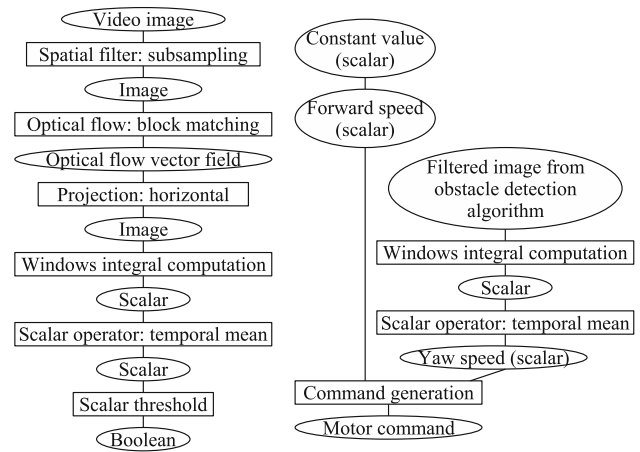 Video image
Spatial filter: subsampling
Image
Optical flow: block matching
Optical flow vector field
Projection: horizontal
Image
Windows integral computation
Scalar
Scalar operator: temporal mean
Scalar
Scalar threshold
Boolean
Constant value
(scalar)
Forward speed
(scalar)
Filtered image from
obstacle detection
algorithm
Windows integral computation
Scalar
Scalar operator: temporal mean
Yaw speed (scalar)
Command generation
Motor command